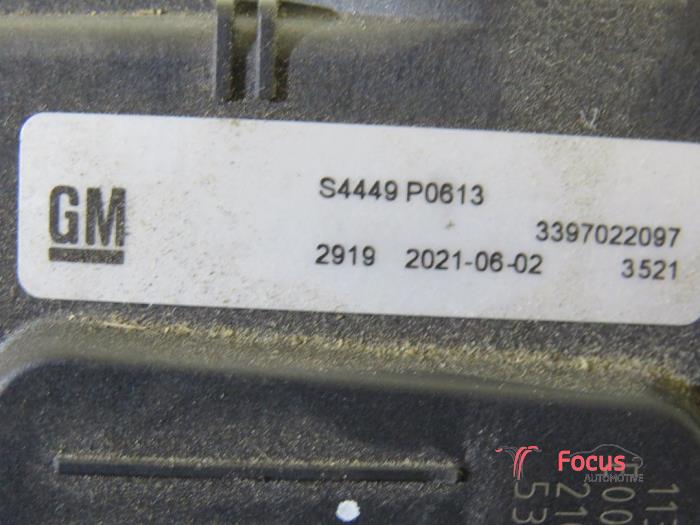 GM
S4449 P0613
3397022097
2919 2021-06-02 3521
Focus
AUTOMOTIVE